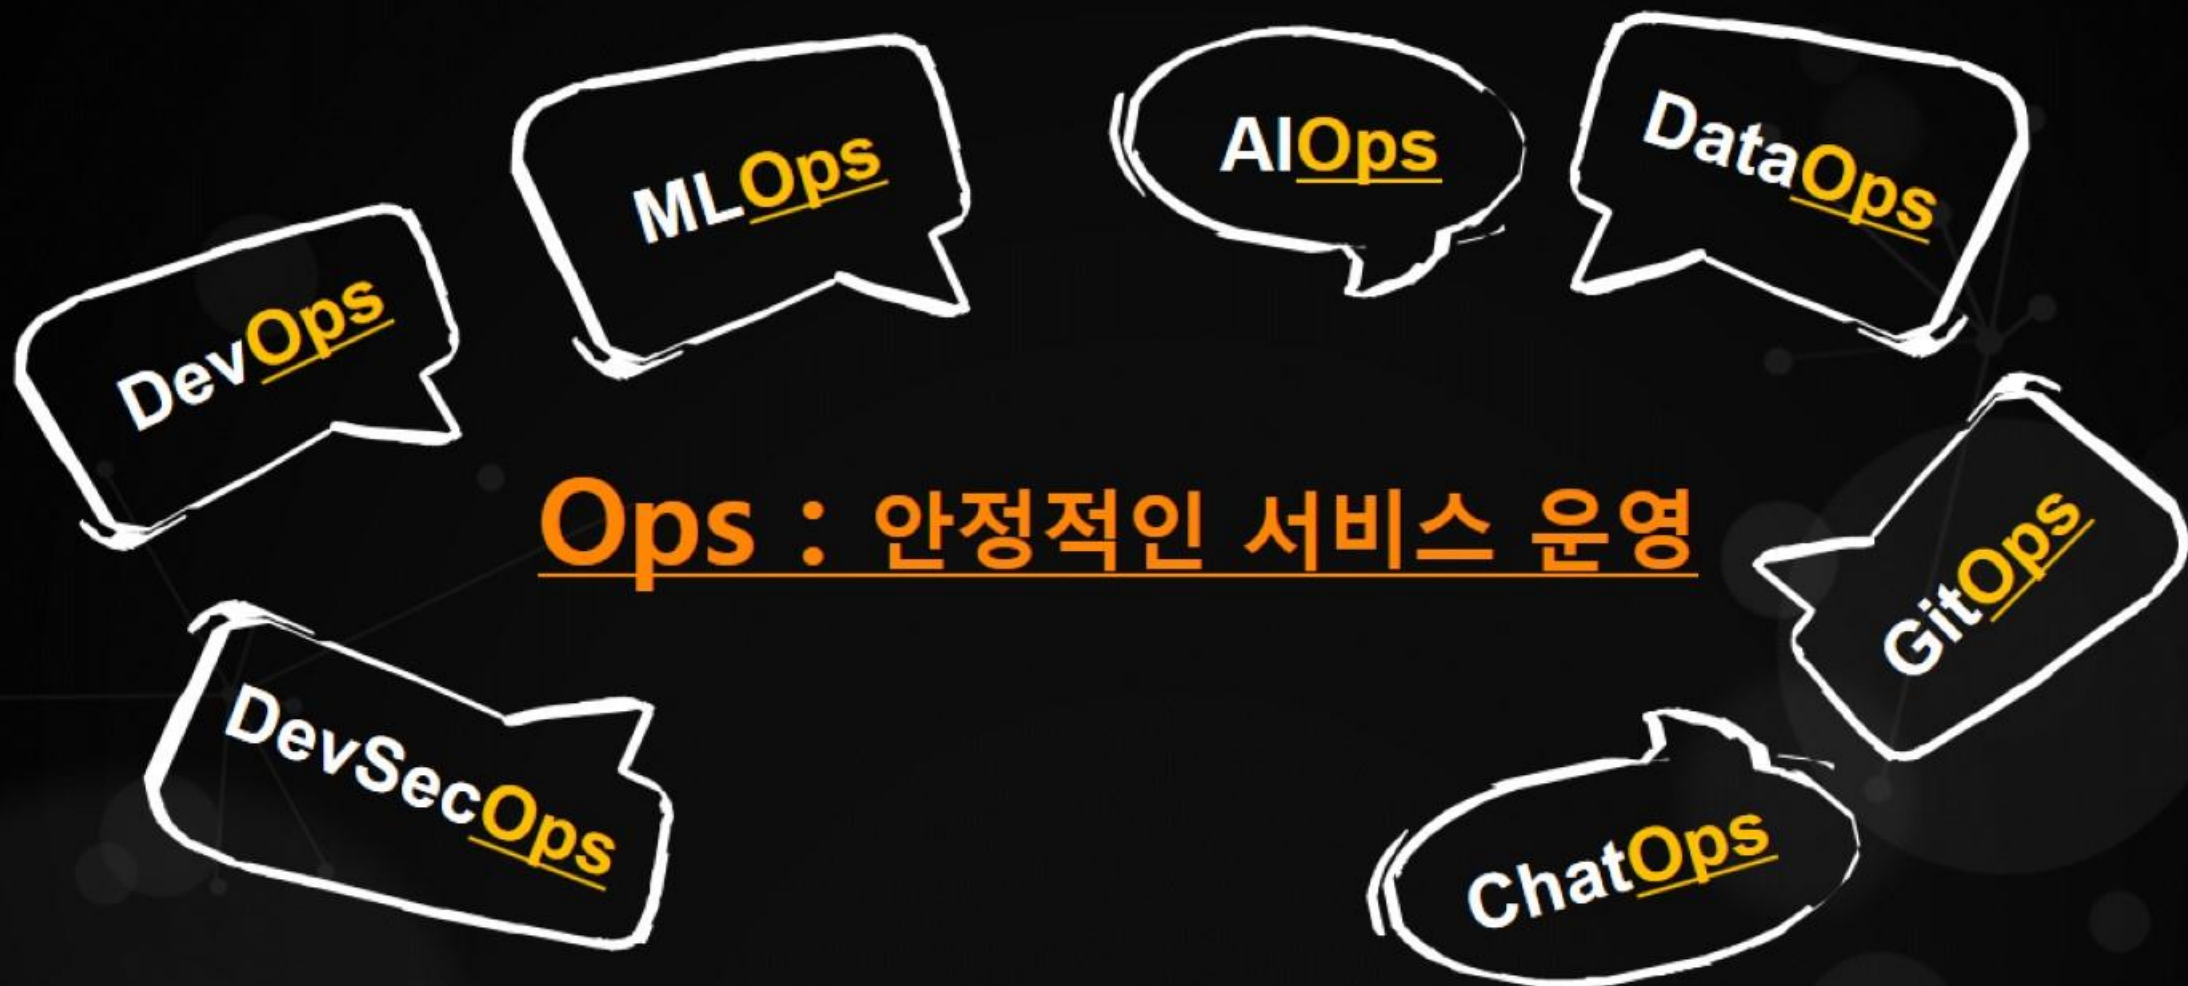 MLOps
AIOps
DataOps
DevOps
Ops : 안정적인 서비스 운영
GitOps
DevSecOps
ChatOps